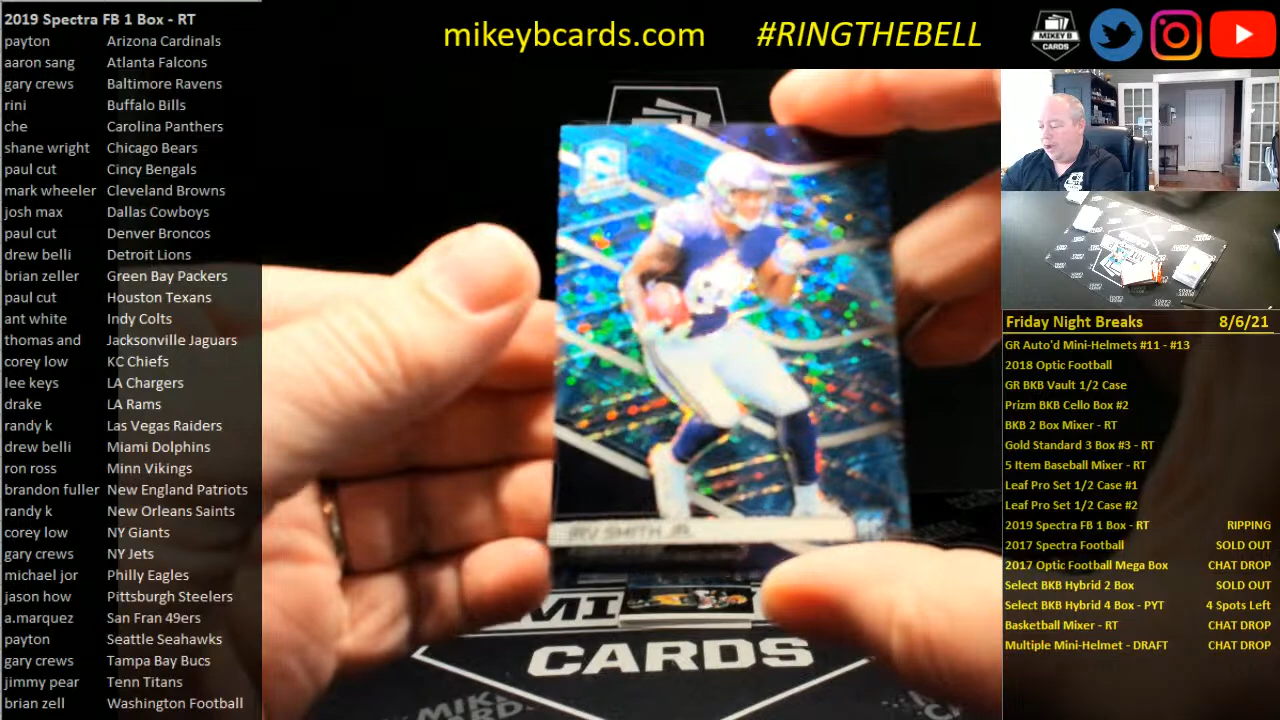 2019 Spectra FB 1 Box - RT
payton Arizona Cardinals
aaron sang Atlanta Falcons
gary crews Baltimore Ravens
rini Buffalo Bills
che Carolina Panthers
shane wright Chicago Bears
paul cut Cincy Bengals
mark wheeler Cleveland Browns
josh max Dallas Cowboys
paul cut Denver Broncos
drew belli Detroit Lions
brian zeller Green Bay Packers
paul cut Houston Texans
ant white Indy Colts
thomas and Jacksonville Jaguars
corey low KC Chiefs
lee keys LA Chargers
drake LA Rams
randy k Las Vegas Raiders
drew belli Miami Dolphins
ron ross Minn Vikings
brandon fuller New England Patriots
randy k New Orleans Saints
corey low NY Giants
gary crews NY Jets
michael jor Philly Eagles
jason how Pittsburgh Steelers
a.marquez San Fran 49ers
payton Seattle Seahawks
gary crews Tampa Bay Bucs
jimmy pear Tenn Titans
brian zell Washington Football
mikeybcards.com #RINGTHEBELL
MIKEY B
CARDS
IRV SMITH JR.
MI
CARDS
Friday Night Breaks 8/6/21
GR Auto'd Mini-Helmets #11 - #13
2018 Optic Football
GR BKB Vault 1/2 Case
Prizm BKB Cello Box #2
BKB 2 Box Mixer - RT
Gold Standard 3 Box #3 - RT
5 Item Baseball Mixer - RT
Leaf Pro Set 1/2 Case #1
Leaf Pro Set 1/2 Case #2
2019 Spectra FB 1 Box - RT RIPPING
2017 Spectra Football SOLD OUT
2017 Optic Football Mega Box CHAT DROP
Select BKB Hybrid 2 Box SOLD OUT
Select BKB Hybrid 4 Box - PYT 4 Spots Left
Basketball Mixer - RT CHAT DROP
Multiple Mini-Helmet - DRAFT CHAT DROP